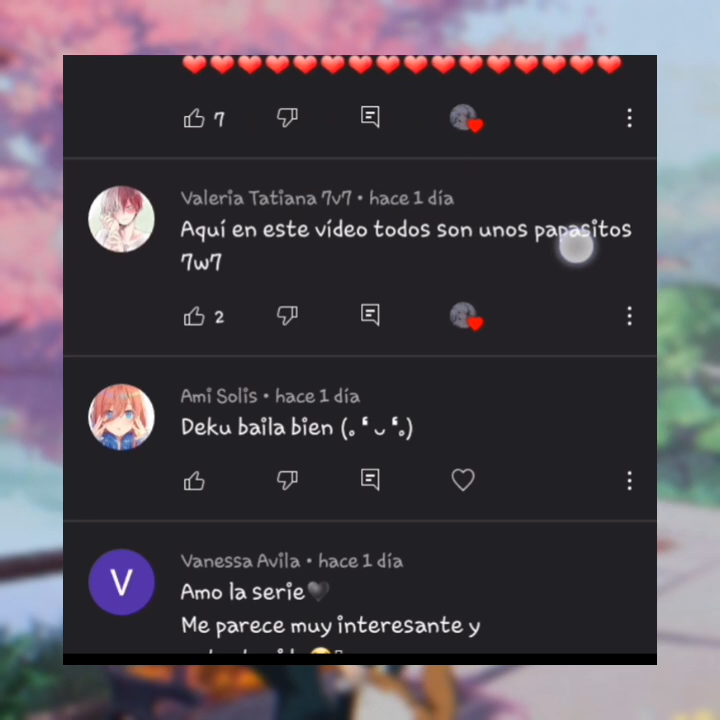 ❤️❤️❤️❤️❤️❤️❤️❤️❤️❤️❤️❤️❤️❤️❤️❤️
7
Valeria Tatiana 7v7 • hace 1 día
Aquí en este vídeo todos son unos papasitos
7w7
2
Ami Solis • hace 1 día
Deku baila bien (｡❛ ᴗ ❛｡)
V
Vanessa Avila • hace 1 día
Amo la serie🖤
Me parece muy interesante y